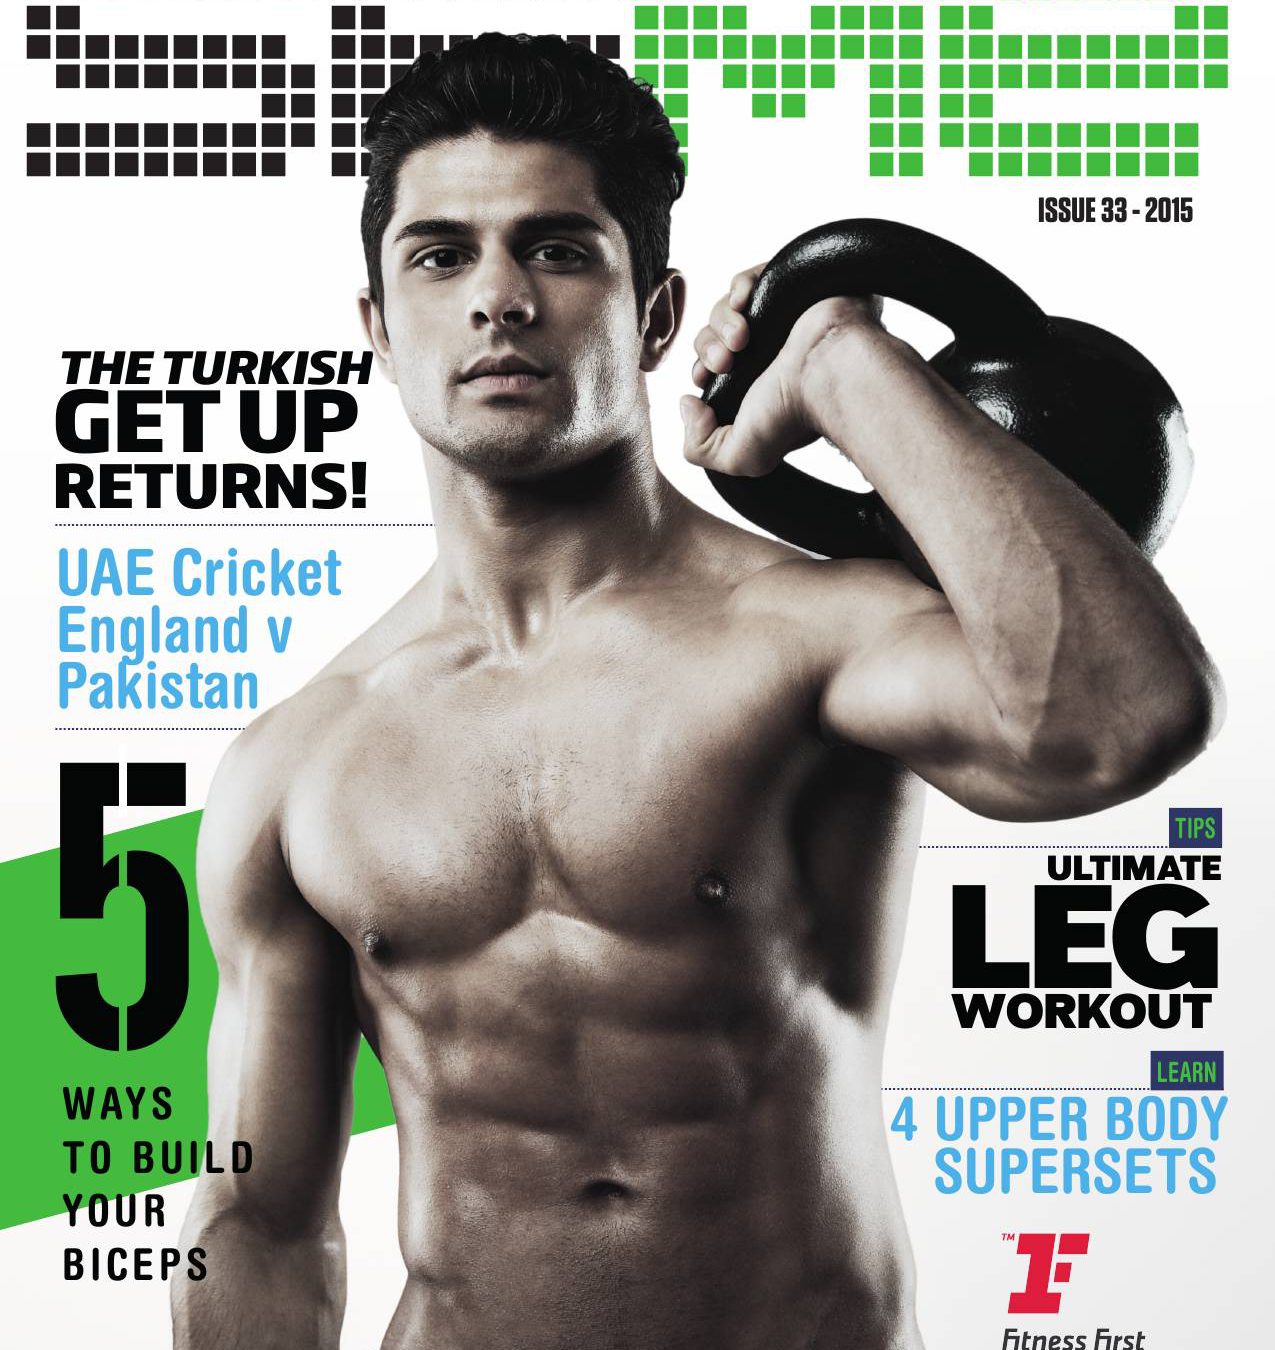 ISSUE 33 - 2015
THE TURKISH
GET UP
RETURNS!
UAE Cricket
England v
Pakistan
5
WAYS
TO BUILD
YOUR
BICEPS
TIPS
ULTIMATE
LEG
WORKOUT
LEARN
4 UPPER BODY
SUPERSETS
TM
F
Fitness First